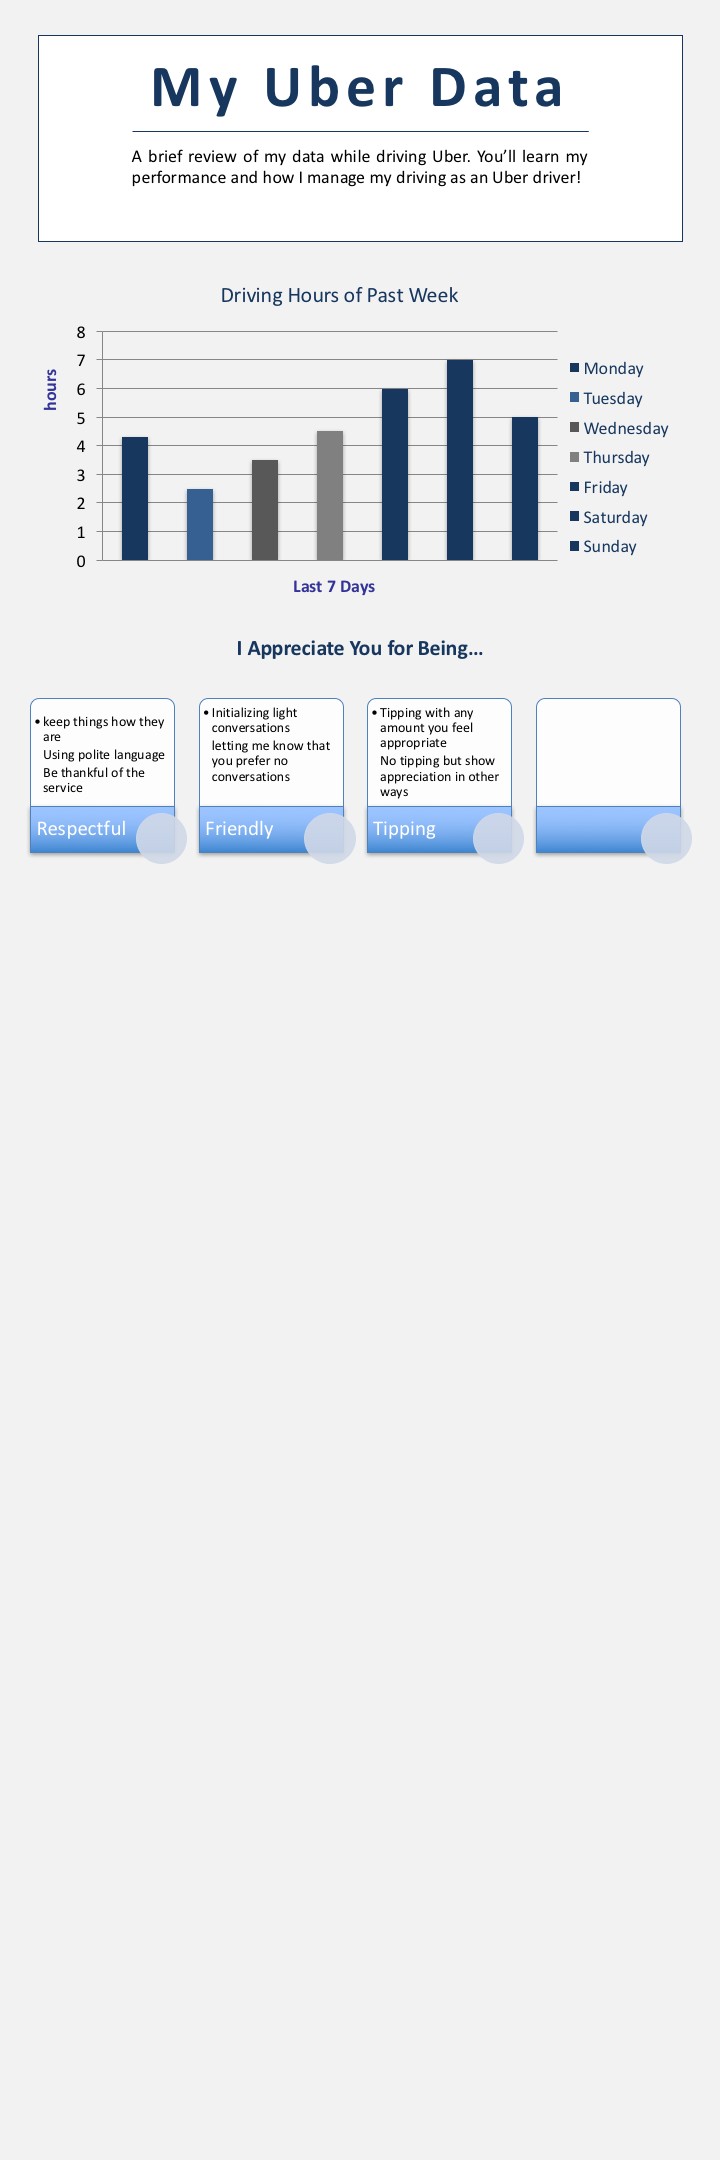 My Uber Data
A brief review of my data while driving Uber. You’ll learn my
performance and how I manage my driving as an Uber driver!
Driving Hours of Past Week
8
7
6
5
4
3
2
1
0
hours
Last 7 Days
Monday
Tuesday
Wednesday
Thursday
Friday
Saturday
Sunday
I Appreciate You for Being...
• keep things how they
are
Using polite language
Be thankful of the
service
Respectful
• Initializing light
conversations
letting me know that
you prefer no
conversations
Friendly
• Tipping with any
amount you feel
appropriate
No tipping but show
appreciation in other
ways
Tipping